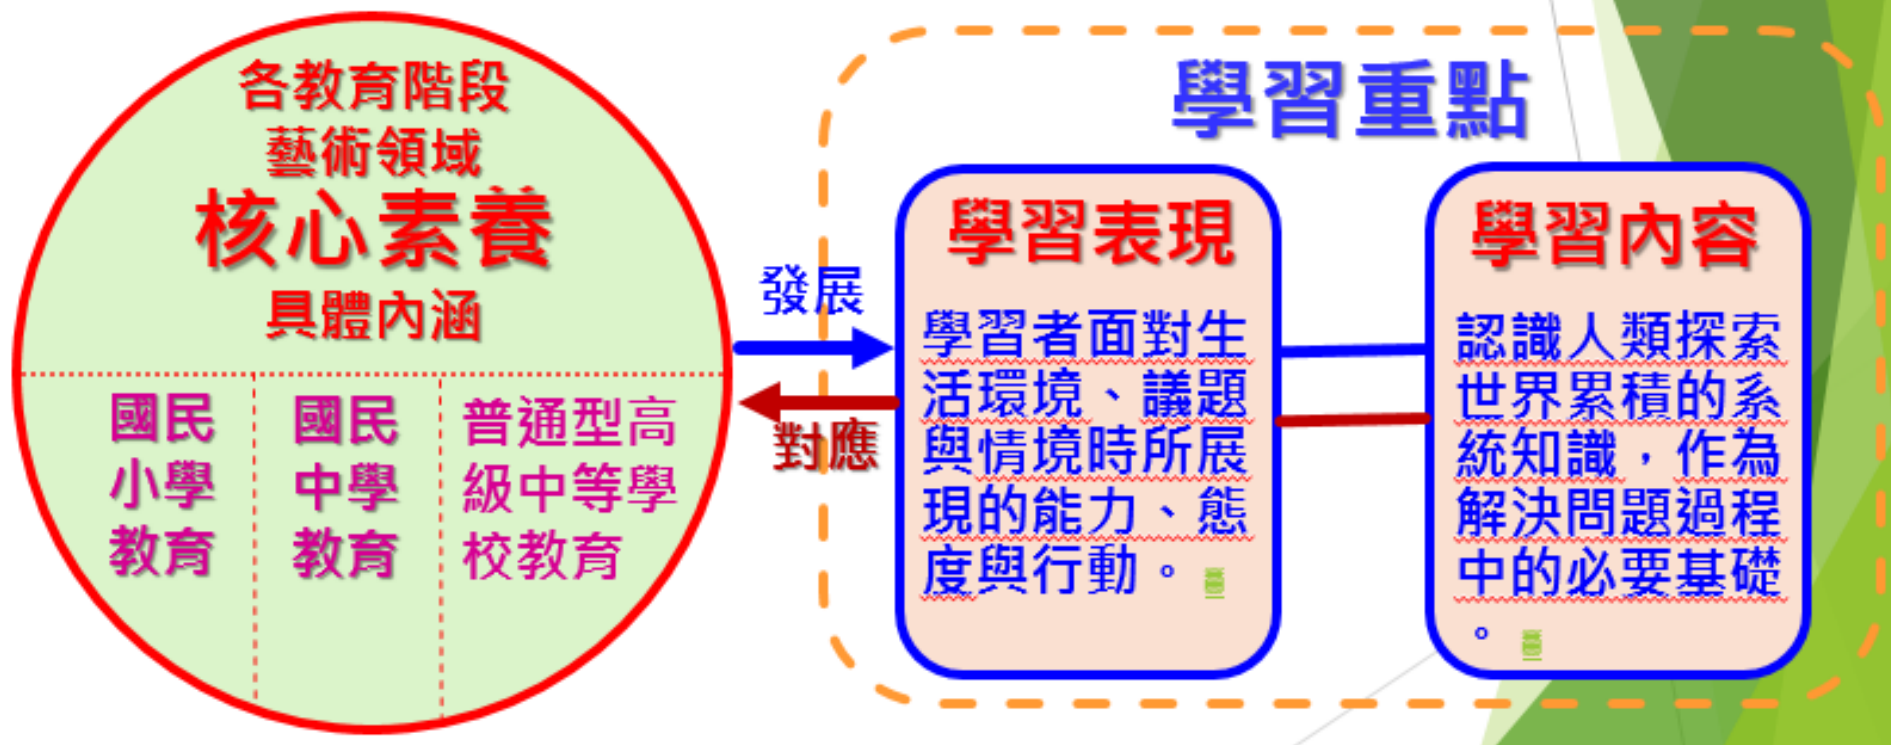 各教育階段
藝術領域
核心素養
具體內涵
國民
小學
教育
國民
中學
教育
普通型高
級中等學
校教育
發展
對應
學習重點
學習表現
學習者面對生
活環境、議題
與情境時所展
現的能力、態
度與行動。
學習內容
認識人類探索
世界累積的系
統知識，作為
解決問題過程
中的必要基礎
。